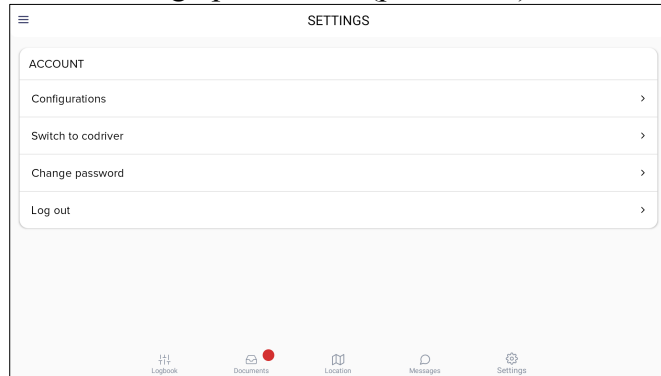 SETTINGS
ACCOUNT
Configurations
Switch to codriver
Change password
Log out
Logbook Documents Location Messages Settings